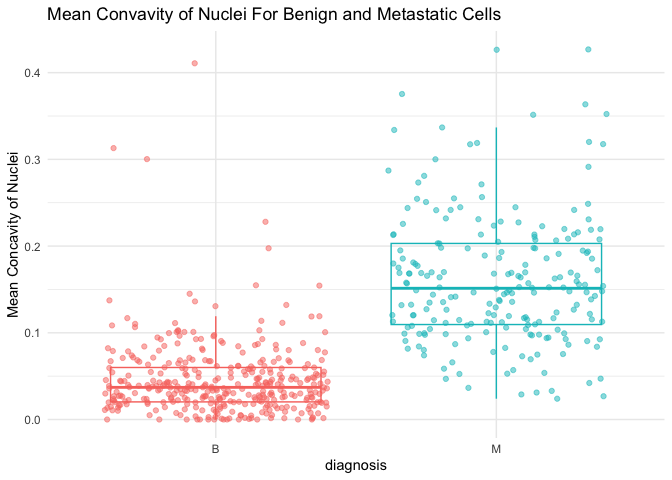 Mean Convavity of Nuclei For Benign and Metastatic Cells
Mean Concavity of Nuclei
0.4
0.3
0.2
0.1
0.0
B
M
diagnosis